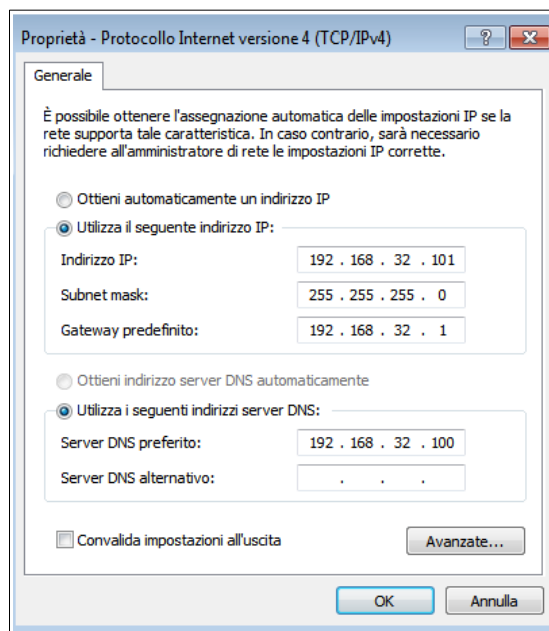 Proprietà - Protocollo Internet versione 4 (TCP/IPv4)
Generale
È possibile ottenere l'assegnazione automatica delle impostazioni IP se la
rete supporta tale caratteristica. In caso contrario, sarà necessario
richiedere all'amministratore di rete le impostazioni IP corrette.
Ottieni automaticamente un indirizzo IP
Utilizza il seguente indirizzo IP:
Indirizzo IP: 192 . 168 . 32 . 101
Subnet mask: 255 . 255 . 255 . 0
Gateway predefinito: 192 . 168 . 32 . 1
Ottieni indirizzo server DNS automaticamente
Utilizza i seguenti indirizzi server DNS:
Server DNS preferito: 192 . 168 . 32 . 100
Server DNS alternativo: . . .
Convalida impostazioni all'uscita Avanzate...
OK Annulla